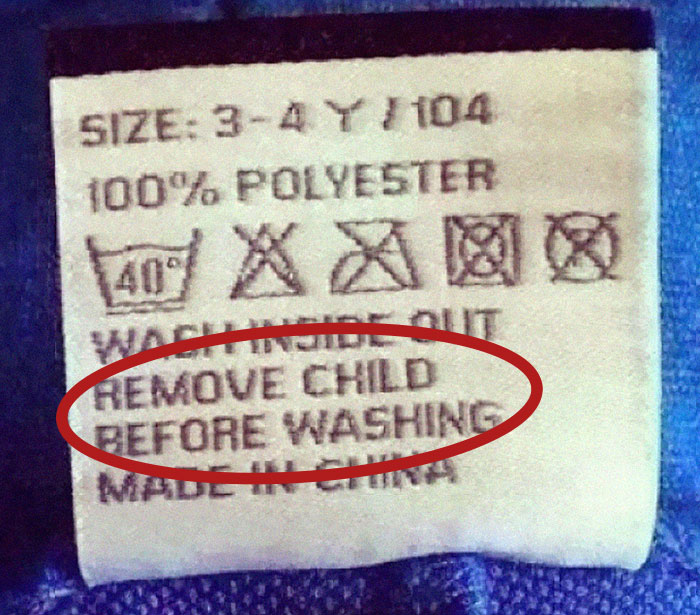 SIZE: 3-4 Y / 104
100% POLYESTER
40°
WASH INSIDE OUT
REMOVE CHILD
BEFORE WASHING
MADE IN CHINA